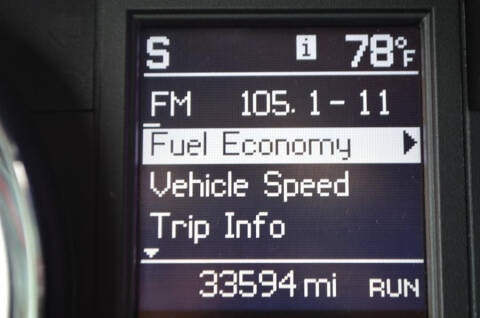 S i 78°F
FM 105.1-11
Fuel Economy
Vehicle Speed
Trip Info
33594 mi RUN